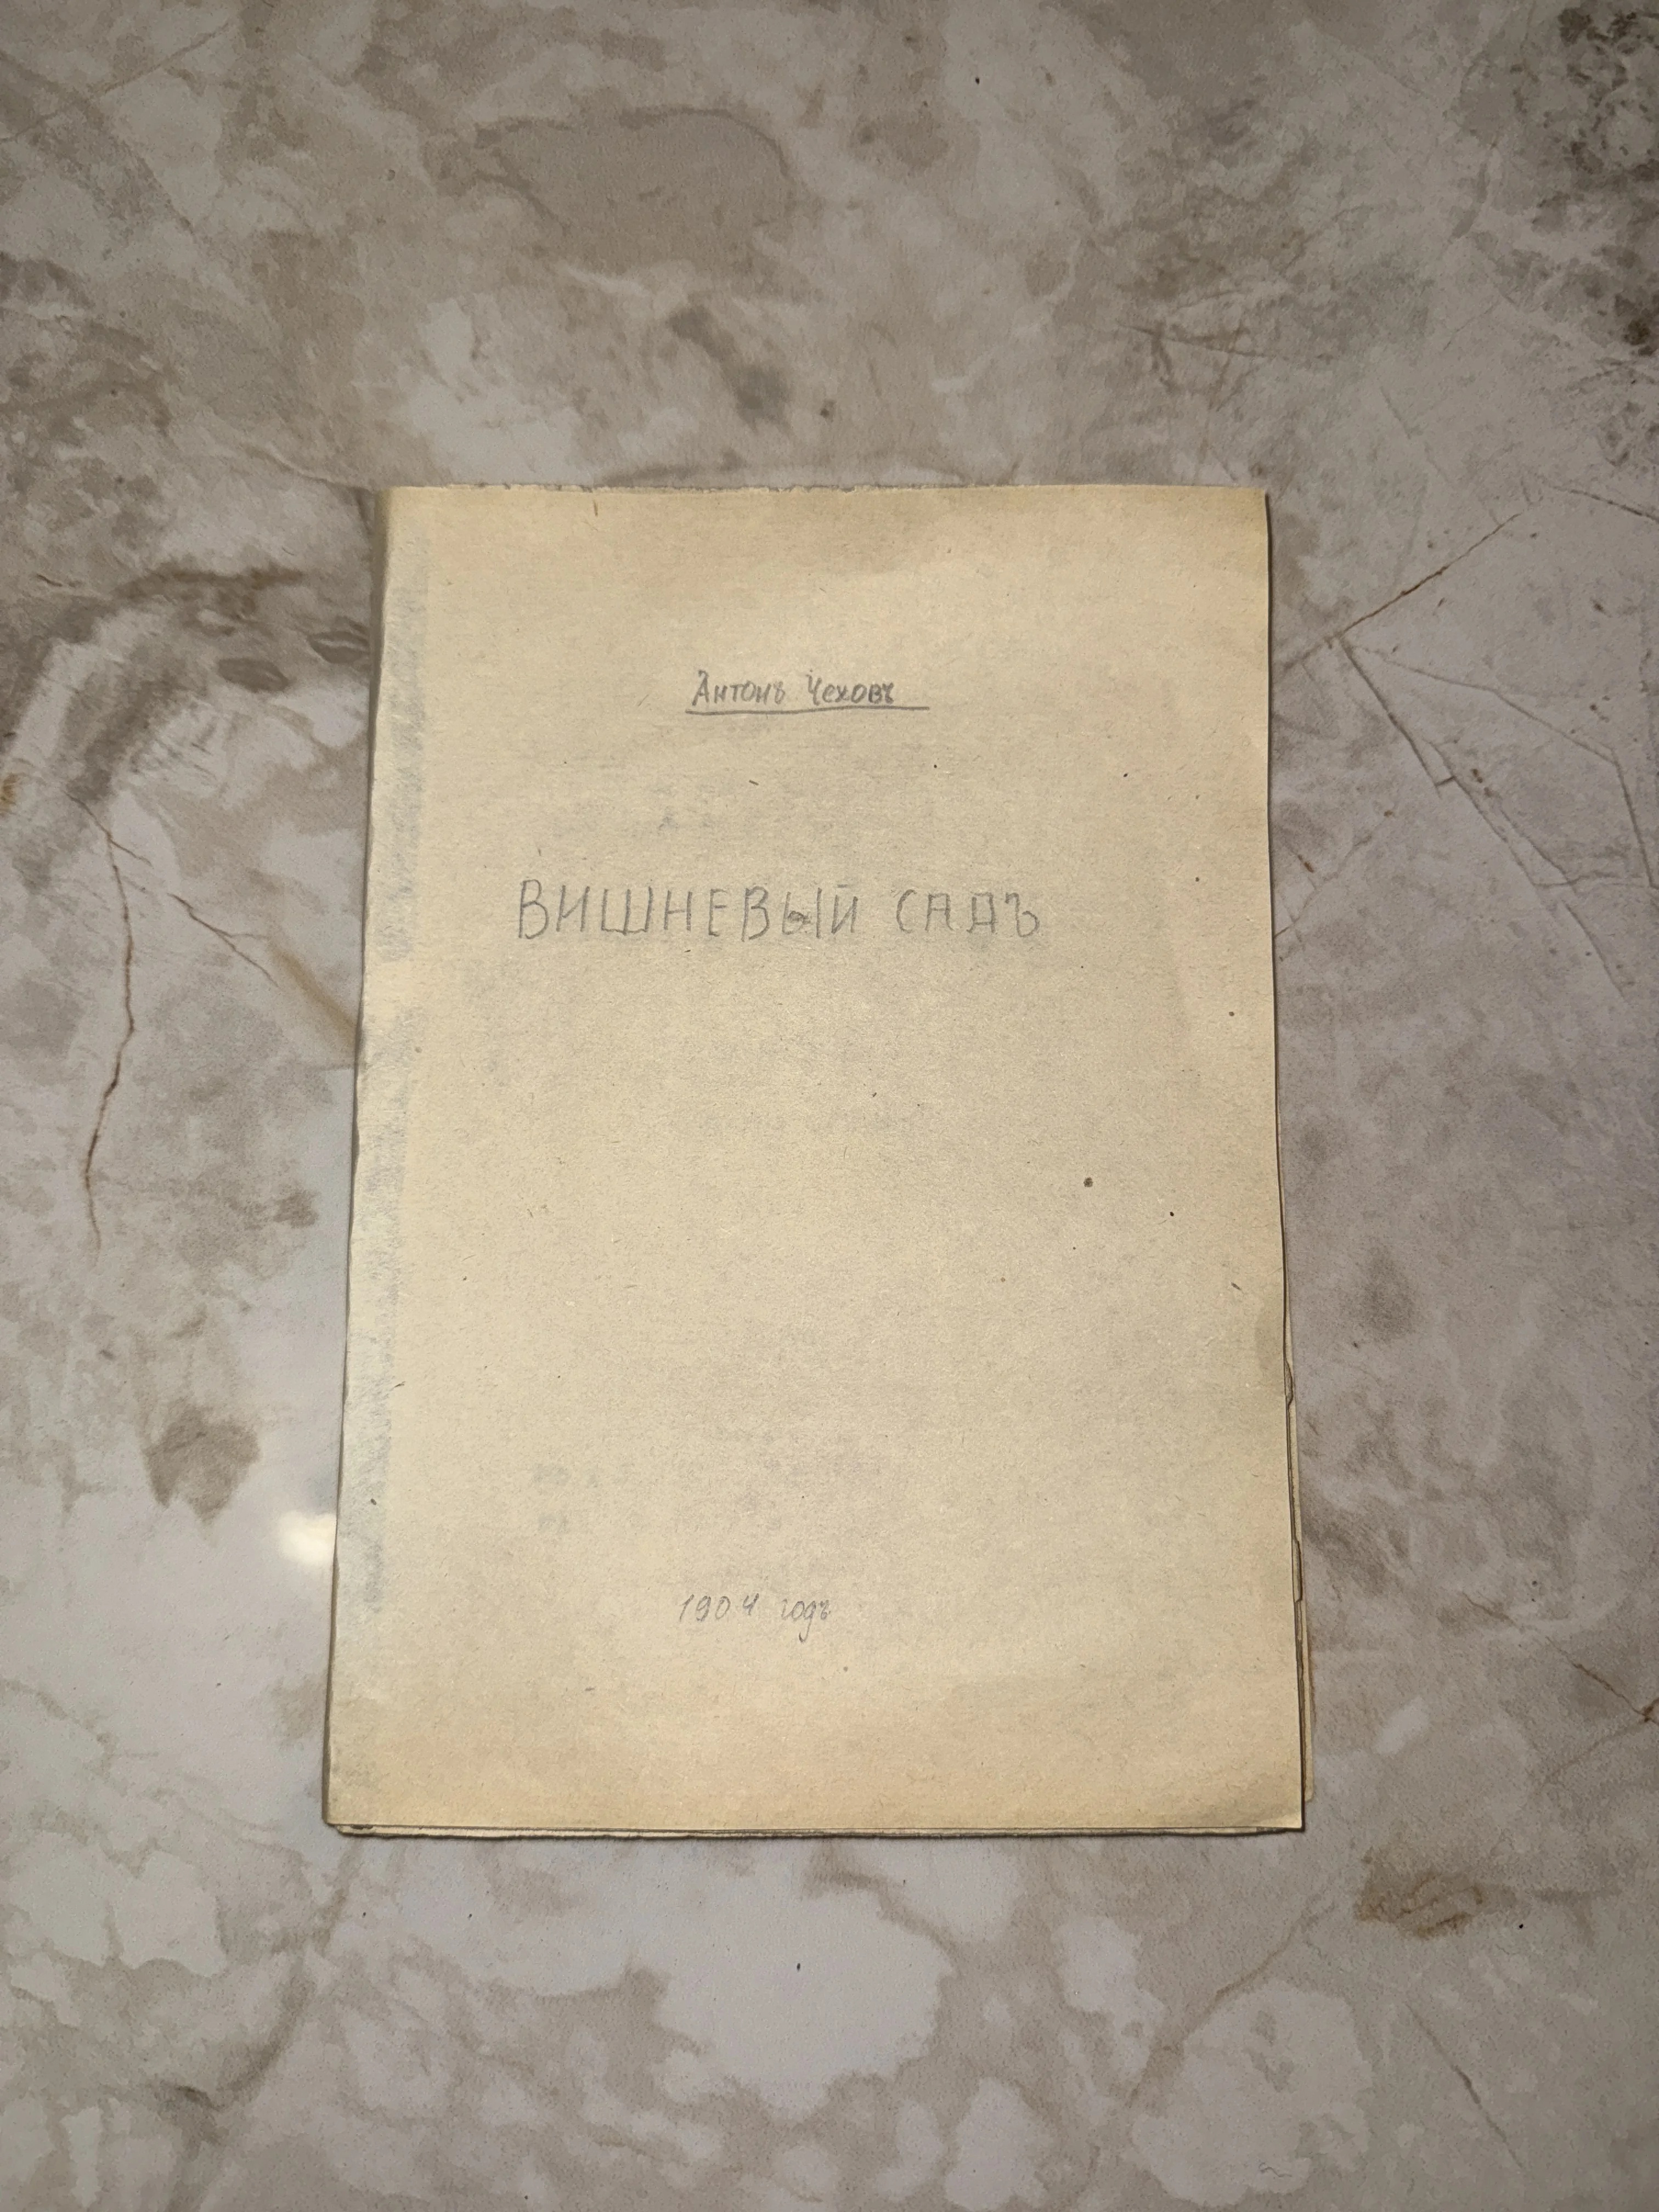 Антонъ Чеховъ
ВИШНЕВЫЙ САДЪ
1904 годъ